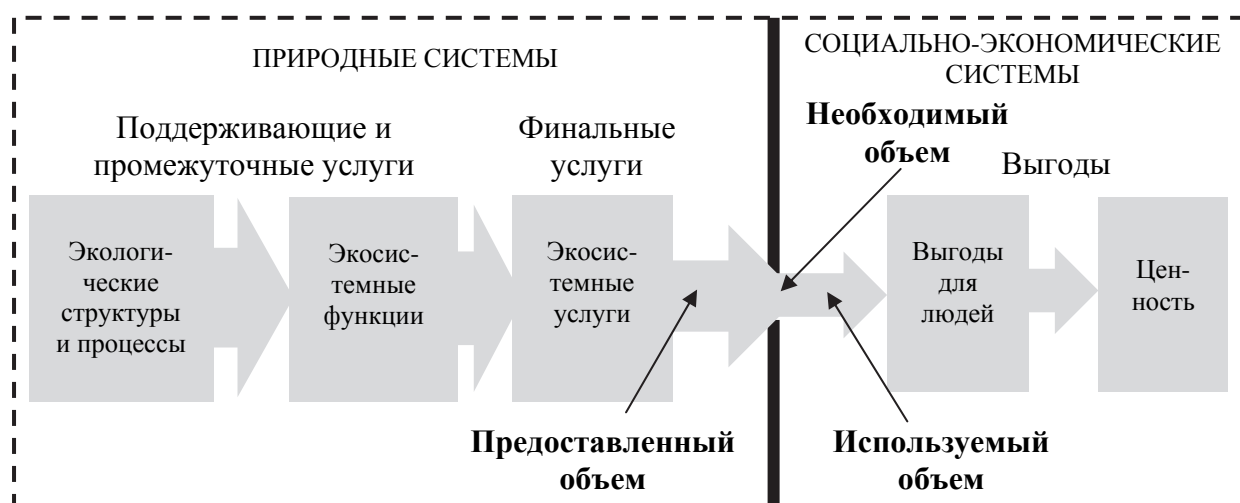 ПРИРОДНЫЕ СИСТЕМЫ
СОЦИАЛЬНО-ЭКОНОМИЧЕСКИЕ
СИСТЕМЫ
Поддерживающие и
промежуточные услуги
Финальные
услуги
Необходимый
объем
Выгоды
Экологи-
ческие
структуры
и процессы
Экосис-
темные
функции
Экосис-
темные
услуги
Выгоды
для
людей
Цен-
ность
Предоставленный
объем
Используемый
объем